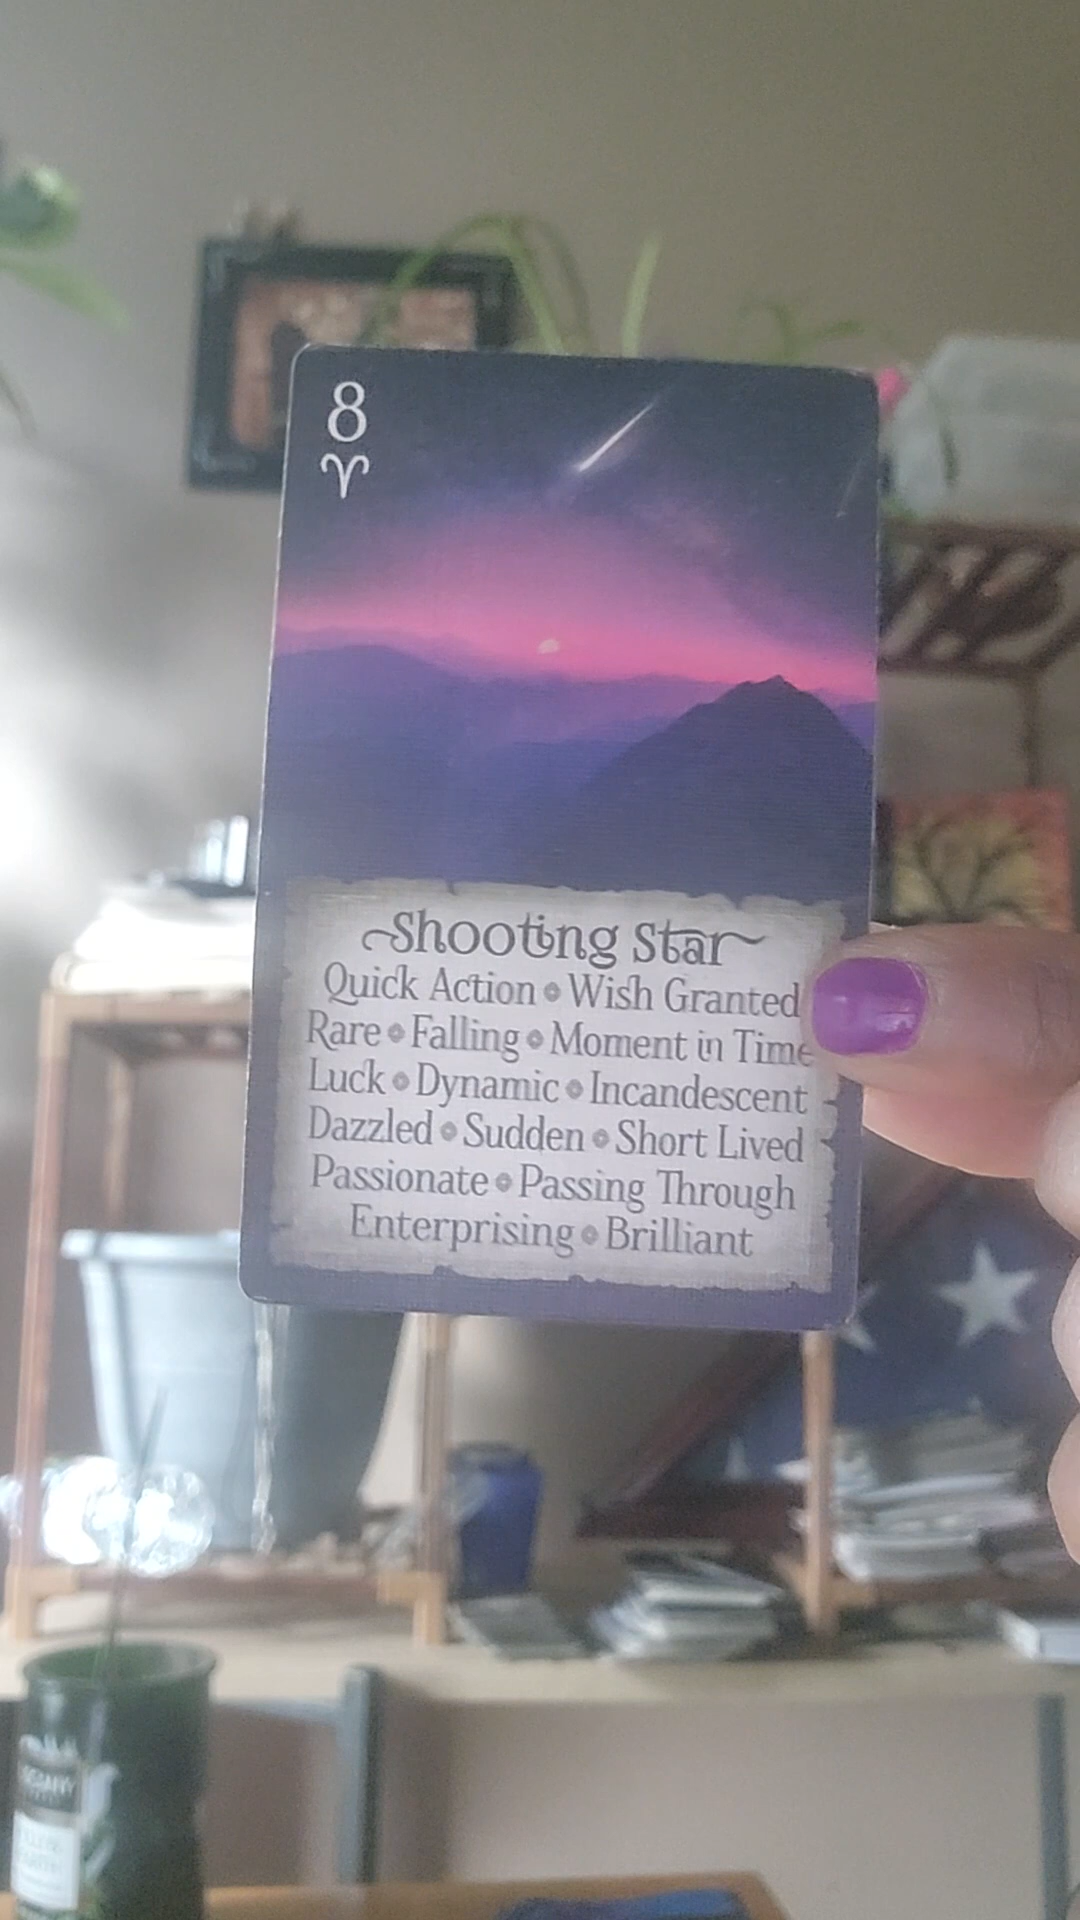 8
♈
Shooting Star
Quick Action • Wish Granted
Rare • Falling • Moment in Time
Luck • Dynamic • Incandescent
Dazzled • Sudden • Short Lived
Passionate • Passing Through
Enterprising • Brilliant